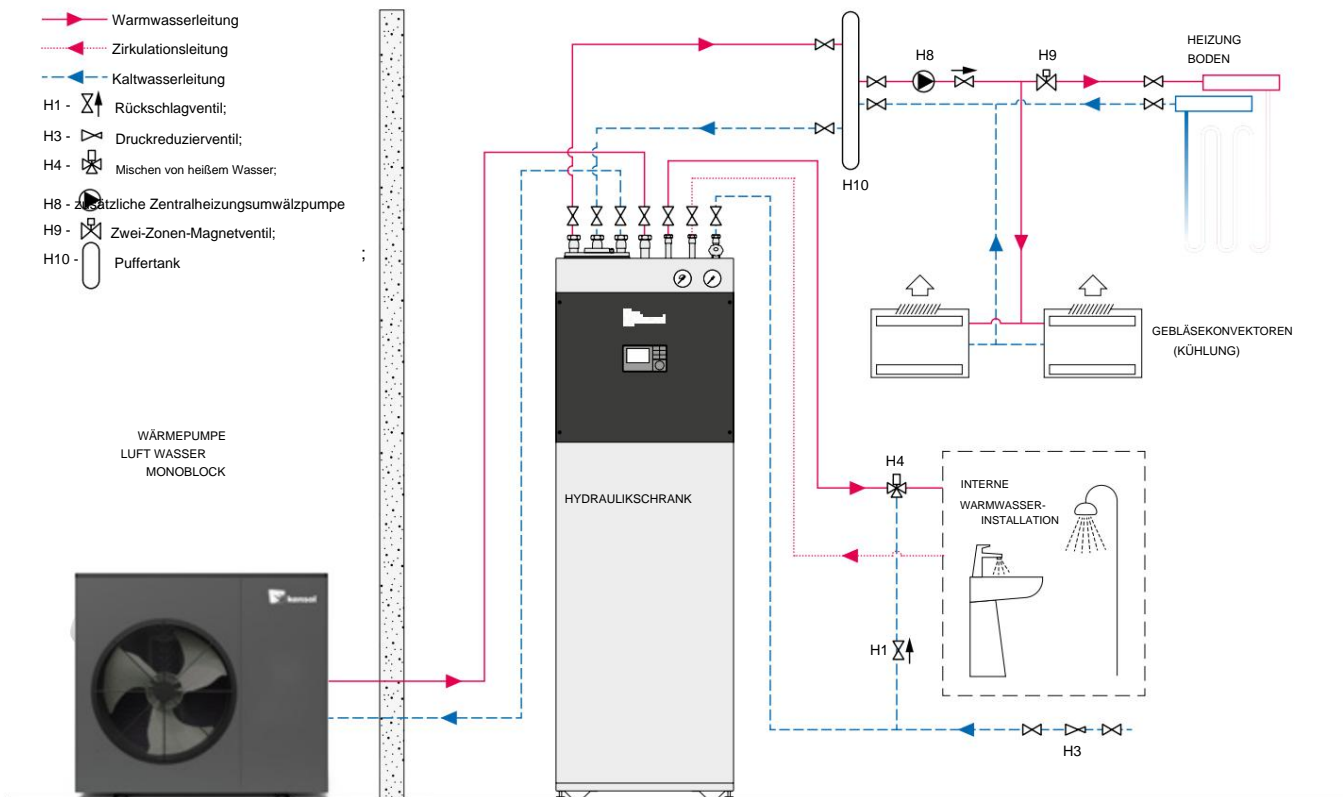 Warmwasserleitung
Zirkulationsleitung
Kaltwasserleitung
H1 - Rückschlagventil;
H3 - Druckreduzierventil;
H4 - Mischen von heißem Wasser;
H8 - zusätzliche Zentralheizungsumwälzpumpe
H9 - Zwei-Zonen-Magnetventil;
H10 - Puffertank ;
H8
H9
HEIZUNG
BODEN
H10
GEBLÄSEKONVEKTOREN
(KÜHLUNG)
WÄRMEPUMPE
LUFT WASSER
MONOBLOCK
HYDRAULIKSCHRANK
H4
INTERNE
WARMWASSER-
INSTALLATION
kensol
H1
H3